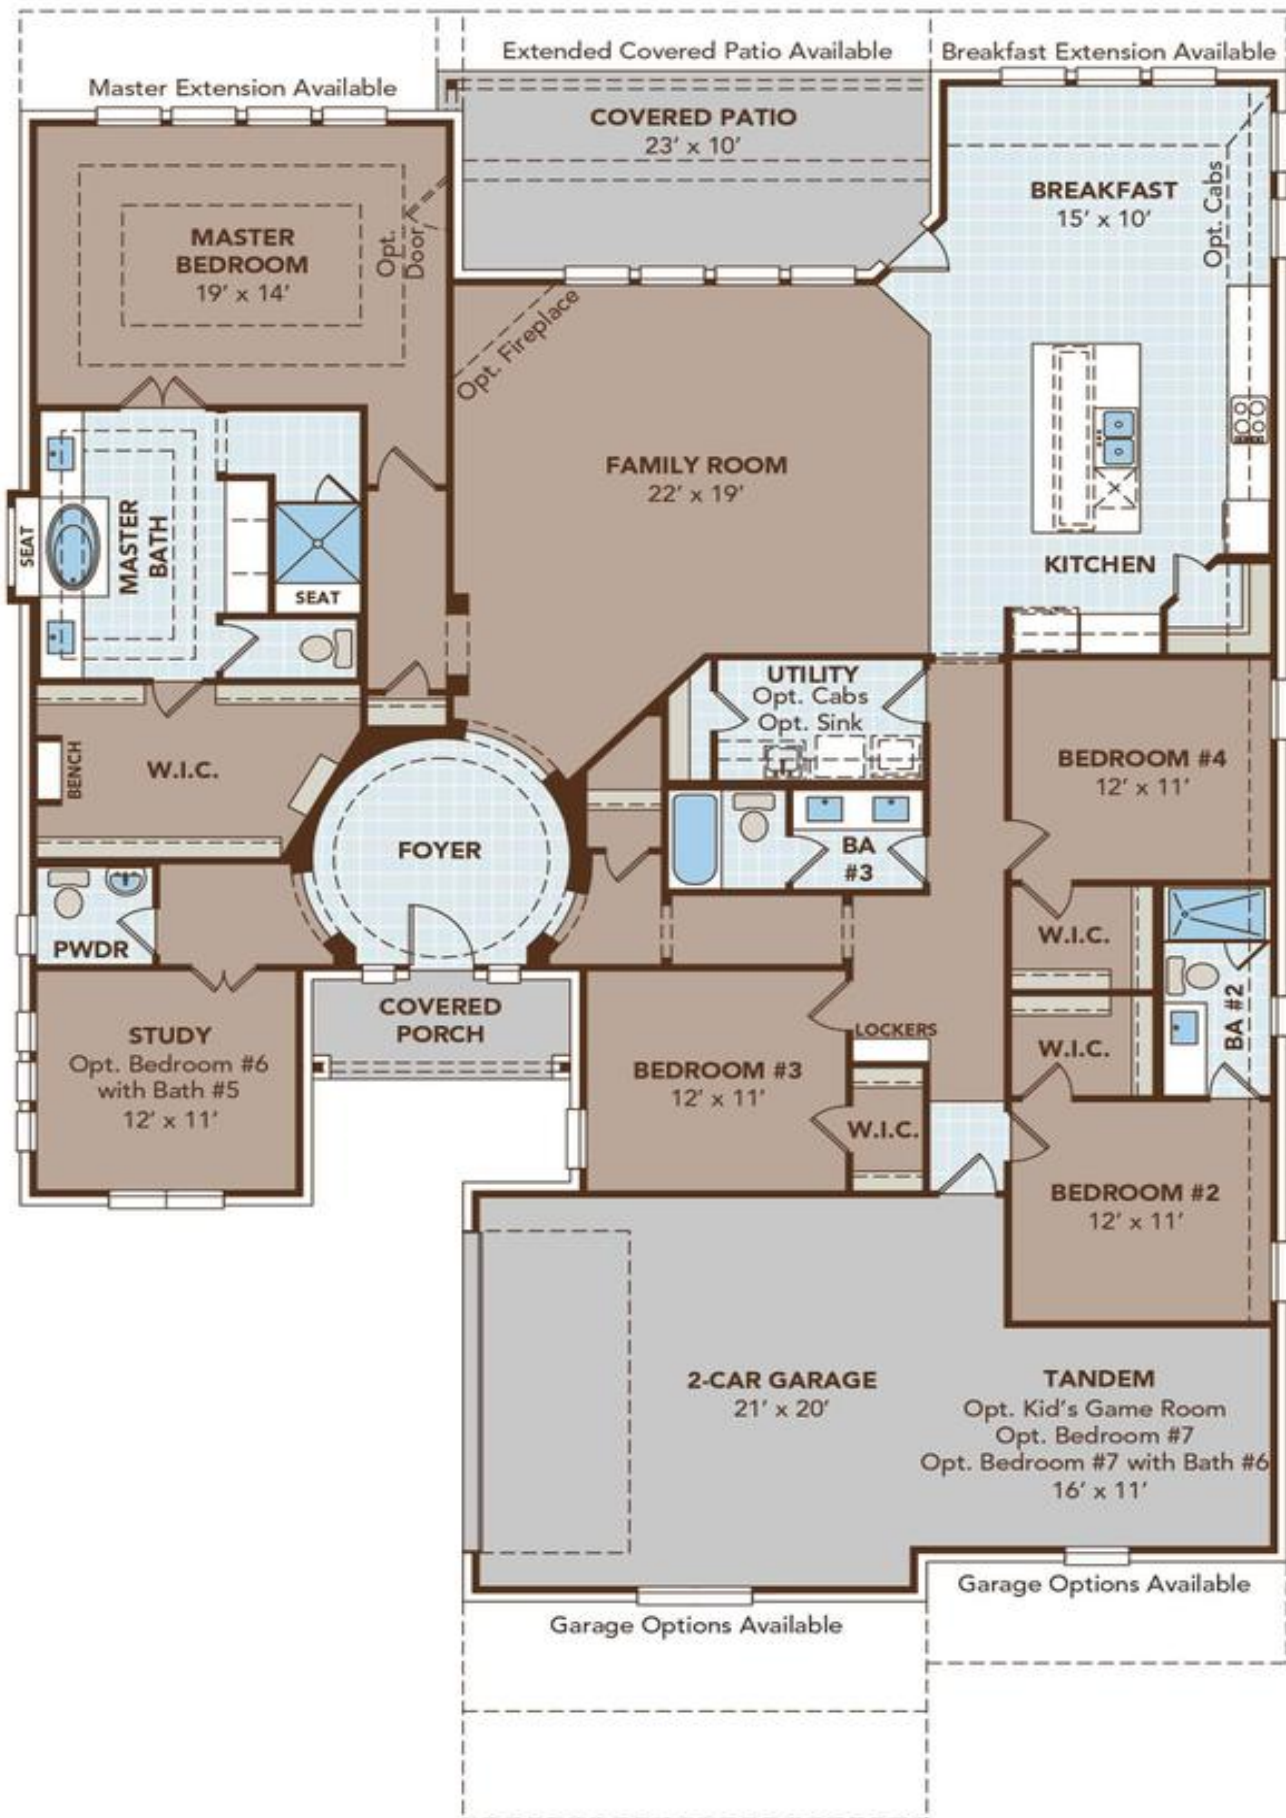 Extended Covered Patio Available
Breakfast Extension Available
Master Extension Available
COVERED PATIO
23' x 10'
BREAKFAST
15' x 10'
Opt. Cabs
MASTER
BEDROOM
19' x 14'
Opt.
Door
Opt. Fireplace
FAMILY ROOM
22' x 19'
SEAT
MASTER
BATH
SEAT
KITCHEN
UTILITY
Opt. Cabs
Opt. Sink
BENCH
W.I.C.
BEDROOM #4
12' x 11'
FOYER
BA
#3
W.I.C.
PWDR
COVERED
PORCH
BA #2
STUDY
Opt. Bedroom #6
with Bath #5
12' x 11'
LOCKERS
W.I.C.
BEDROOM #3
12' x 11'
W.I.C.
BEDROOM #2
12' x 11'
2-CAR GARAGE
21' x 20'
TANDEM
Opt. Kid's Game Room
Opt. Bedroom #7
Opt. Bedroom #7 with Bath #6
16' x 11'
Garage Options Available
Garage Options Available